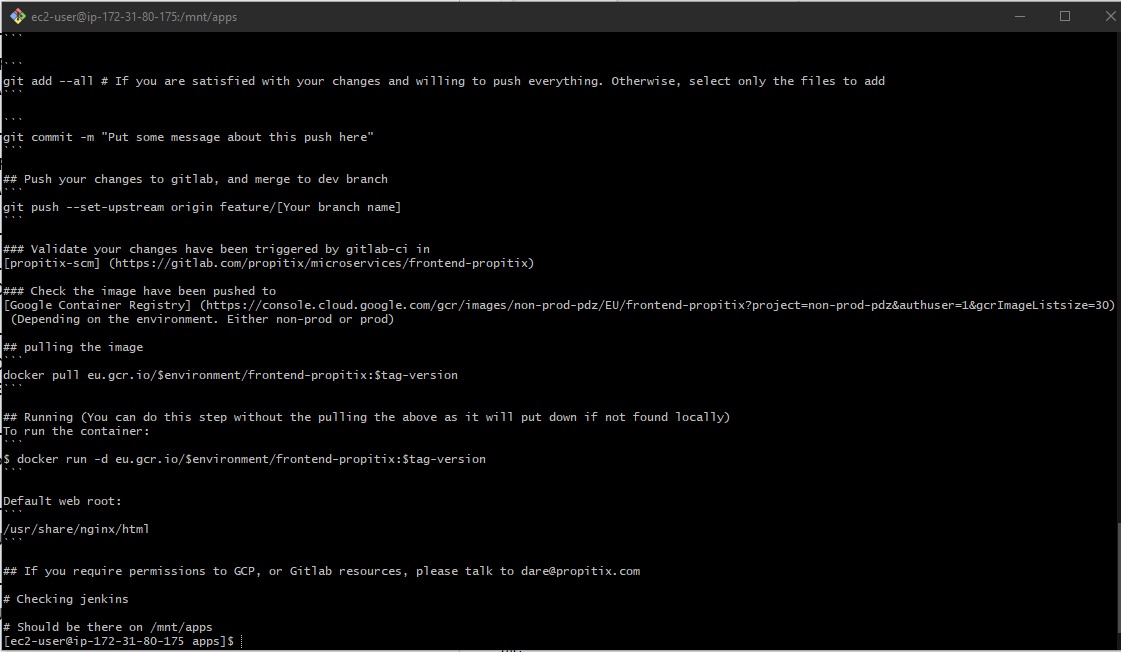 ec2-user@ip-172-31-80-175:/mnt/apps
```
```
git add --all # If you are satisfied with your changes and willing to push everything. Otherwise, select only the files to add
```
```
git commit -m "Put some message about this push here"
```
## Push your changes to gitlab, and merge to dev branch
```
git push --set-upstream origin feature/[Your branch name]
```
### Validate your changes have been triggered by gitlab-ci in
[propitix-scm] (https://gitlab.com/propitix/microservices/frontend-propitix)
### Check the image have been pushed to
[Google Container Registry] (https://console.cloud.google.com/gcr/images/non-prod-pdz/EU/frontend-propitix?project=non-prod-pdz&authuser=1&gcrImageListsize=30)
(Depending on the environment. Either non-prod or prod)
## pulling the image
```
docker pull eu.gcr.io/$environment/frontend-propitix:$tag-version
```
## Running (You can do this step without the pulling the above as it will put down if not found locally)
To run the container:
```
$ docker run -d eu.gcr.io/$environment/frontend-propitix:$tag-version
```
Default web root:
```
/usr/share/nginx/html
```
## If you require permissions to GCP, or Gitlab resources, please talk to dare@propitix.com
# Checking jenkins
# Should be there on /mnt/apps
[ec2-user@ip-172-31-80-175 apps]$